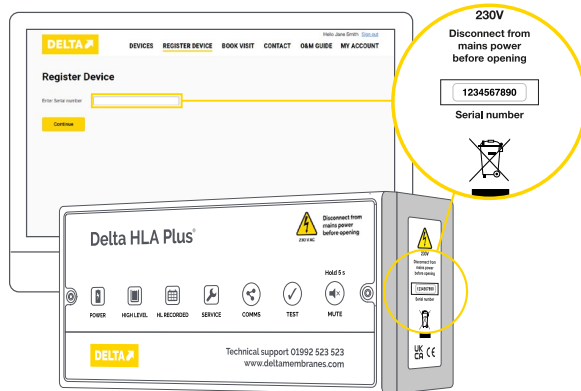 Hello Jane Smith Sign out
DELTA
DEVICES REGISTER DEVICE BOOK VISIT CONTACT O&M GUIDE MY ACCOUNT
Register Device
Enter Serial number
Continue
230V
Disconnect from
mains power
before opening
1234567890
Serial number
Delta HLA Plus®
230 V AC
Disconnect from
mains power
before opening
Hold 5 s
POWER HIGH LEVEL HL RECORDED SERVICE COMMS TEST MUTE
DELTA
Technical support 01992 523 523
www.deltamembranes.com
230V
Disconnect from
mains power
before opening
1234567890
Serial number
UK
CA CE